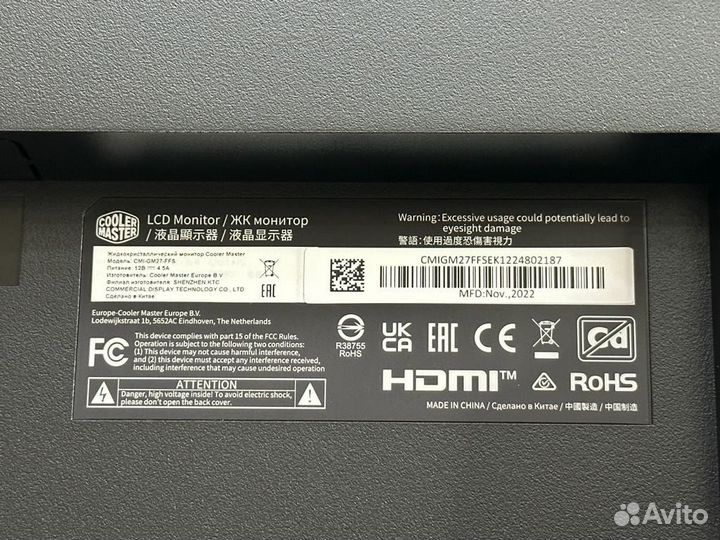 COOLER
MASTER
LCD Monitor / ЖК монитор
/ 液晶顯示器 / 液晶显示器
Warning: Excessive usage could potentially lead to
eyesight damage
警語:使用過度恐傷害視力
Жидкокристаллический монитор Cooler Master
Модель: CMI-GM27-FFS
Питание: 12В 4.5А
Изготовитель: Cooler Master Europe B.V
Филиал изготовителя: SHENZHEN KTC
COMMERCIAL DISPLAY TECHNOLOGY CO., LTD
Сделано в Китае
EAC
CMIGM27FFSEK1224802187
MFD:Nov.,2022
Europe-Cooler Master Europe B.V.
Lodewijkstraat 1b, 5652AC Eindhoven, The Netherlands
FC
This device complies with part 15 of the FCC Rules.
Operation is subject to the following two conditions:
(1) This device may not cause harmful interference,
and (2) this device must accept any interference received,
including interference that may cause undesired operation
R38755
RoHS
UK
CA
EAC
CE
Cd
HDMI™
RoHS
ATTENTION
Danger, high voltage inside! To avoid electric shock,
please don't open the back cover.
MADE IN CHINA / Сделано в Китае / 中國製造 / 中国制造
Avito